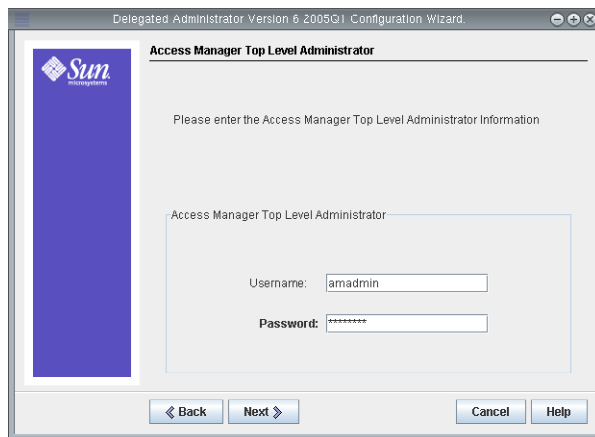 Delegated Administrator Version 6 2005Q1 Configuration Wizard.
Sun
microsystems
Access Manager Top Level Administrator
Please enter the Access Manager Top Level Administrator Information
Access Manager Top Level Administrator
Username: amadmin
Password: ********
Back Next Cancel Help